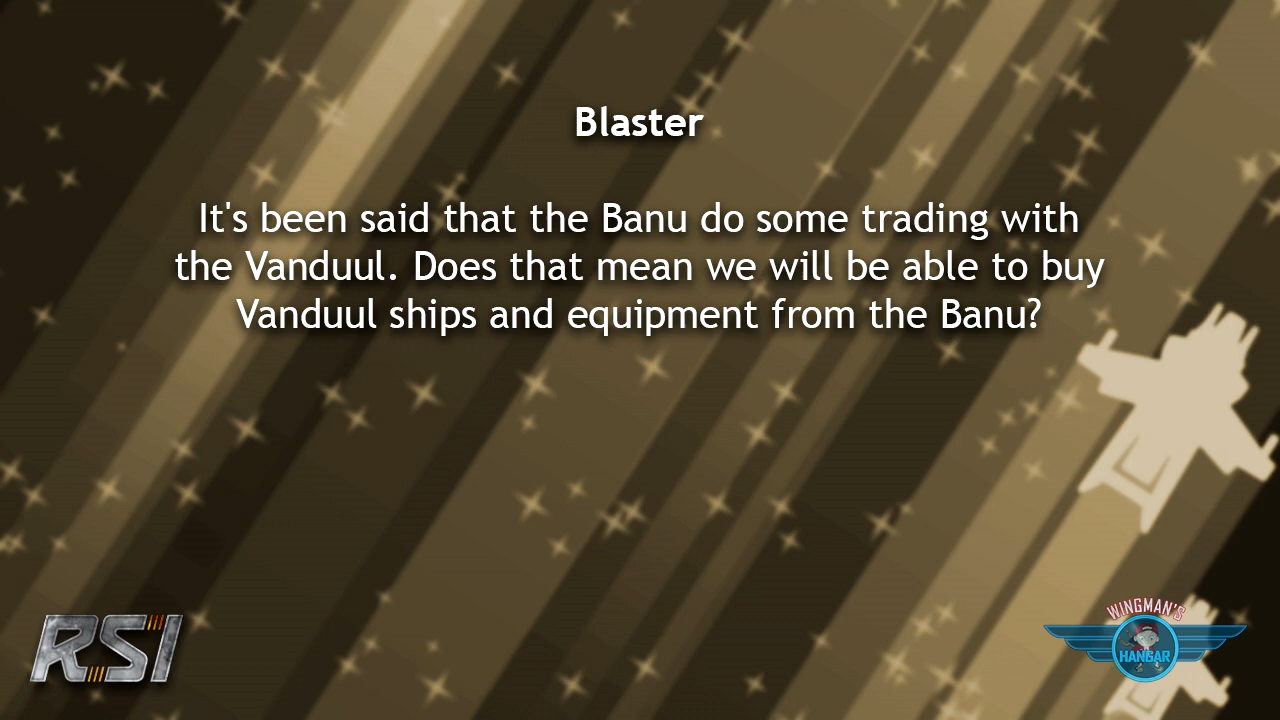 Blaster
It's been said that the Banu do some trading with
the Vanduul. Does that mean we will be able to buy
Vanduul ships and equipment from the Banu?
RSI
WINGMAN'S
HANGAR